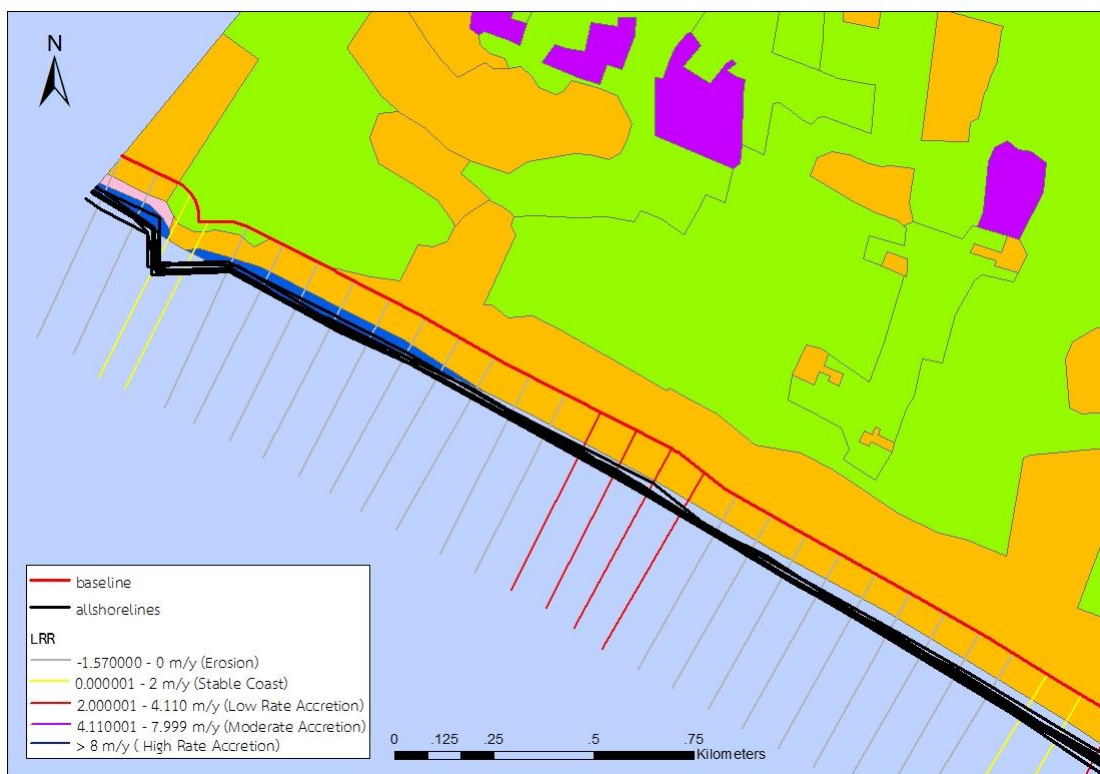 N
baseline
allshorelines
LRR
-1.570000 - 0 m/y (Erosion)
0.000001 - 2 m/y (Stable Coast)
2.000001 - 4.110 m/y (Low Rate Accretion)
4.110001 - 7.999 m/y (Moderate Accretion)
> 8 m/y ( High Rate Accretion)
0 .125 .25 .5 .75
Kilometers